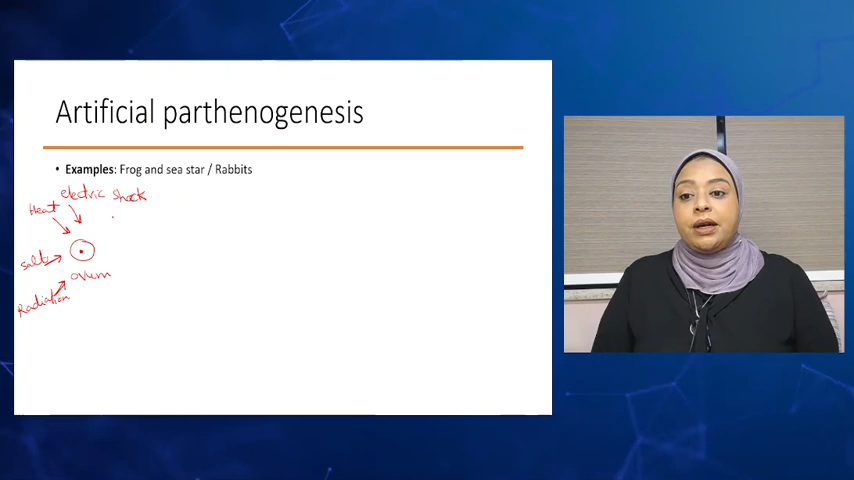 Artificial parthenogenesis
• Examples: Frog and sea star / Rabbits
electric shock
Heat
salts
ovum
Radiation